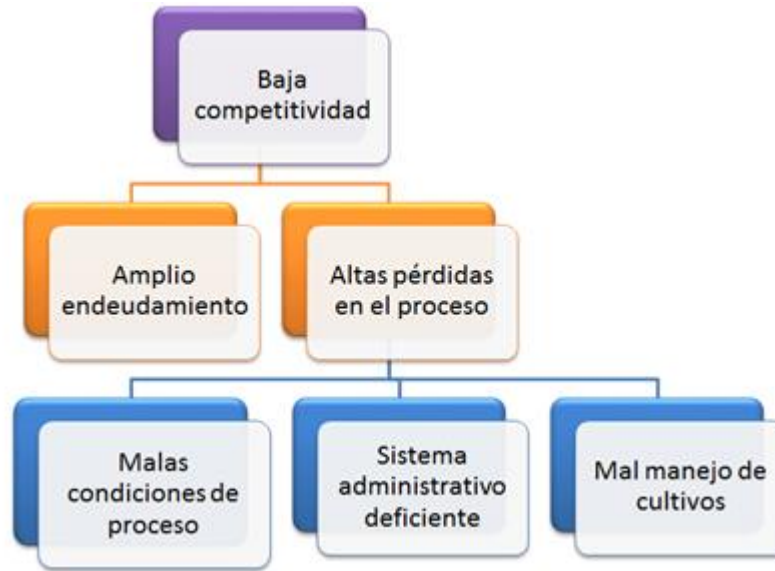 Baja
competitividad
Amplio
endeudamiento
Altas pérdidas
en el proceso
Malas
condiciones de
proceso
Sistema
administrativo
deficiente
Mal manejo de
cultivos